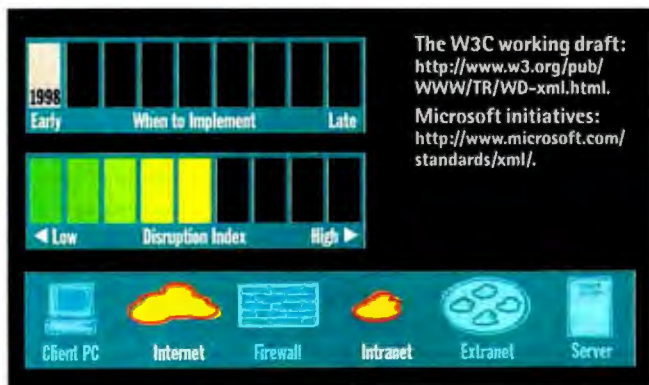 The W3C working draft:
http://www.w3.org/pub/
WWW/TR/WD-xml.html.
Microsoft initiatives:
http://www.microsoft.com/
standards/xml/.
1998
Early When to Implement Late
◄ Low Disruption Index High ►
Client PC Internet Firewall Intranet Extranet Server